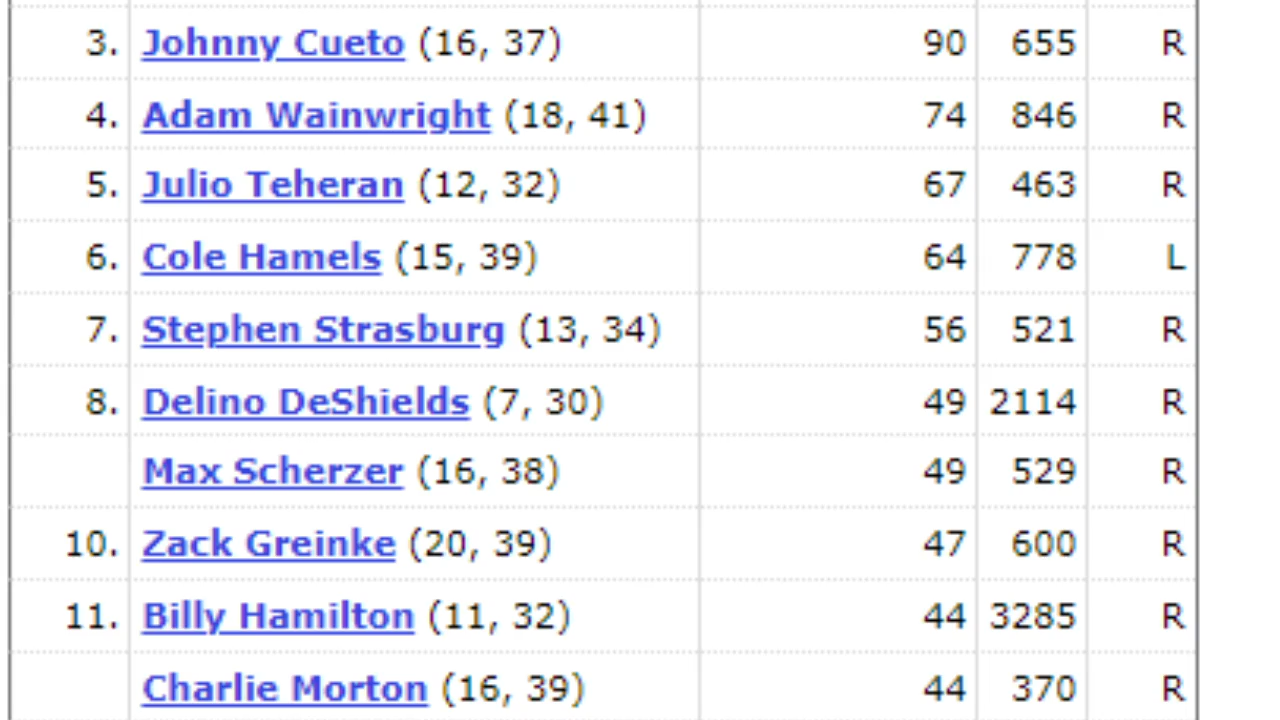 3. Johnny Cueto (16, 37) 90 655 R
4. Adam Wainwright (18, 41) 74 846 R
5. Julio Teheran (12, 32) 67 463 R
6. Cole Hamels (15, 39) 64 778 L
7. Stephen Strasburg (13, 34) 56 521 R
8. Delino DeShields (7, 30) 49 2114 R
Max Scherzer (16, 38) 49 529 R
10. Zack Greinke (20, 39) 47 600 R
11. Billy Hamilton (11, 32) 44 3285 R
Charlie Morton (16, 39) 44 370 R